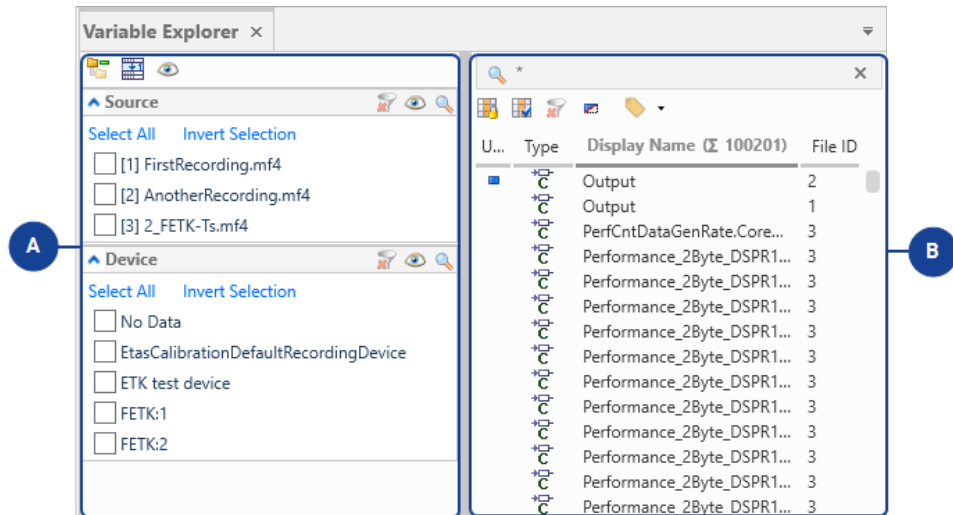 Variable Explorer ×
Source
Select All Invert Selection
[1] FirstRecording.mf4
[2] AnotherRecording.mf4
[3] 2_FETK-Ts.mf4
A
Device
Select All Invert Selection
No Data
EtasCalibrationDefaultRecordingDevice
ETK test device
FETK:1
FETK:2
*
U... Type Display Name (Σ 100201) File ID
C Output 2
C Output 1
C PerfCntDataGenRate.Core... 3
C Performance_2Byte_DSPR1... 3
C Performance_2Byte_DSPR1... 3
C Performance_2Byte_DSPR1... 3
C Performance_2Byte_DSPR1... 3
C Performance_2Byte_DSPR1... 3
C Performance_2Byte_DSPR1... 3
C Performance_2Byte_DSPR1... 3
C Performance_2Byte_DSPR1... 3
C Performance_2Byte_DSPR1... 3
C Performance_2Byte_DSPR1... 3
C Performance_2Byte_DSPR1... 3
B